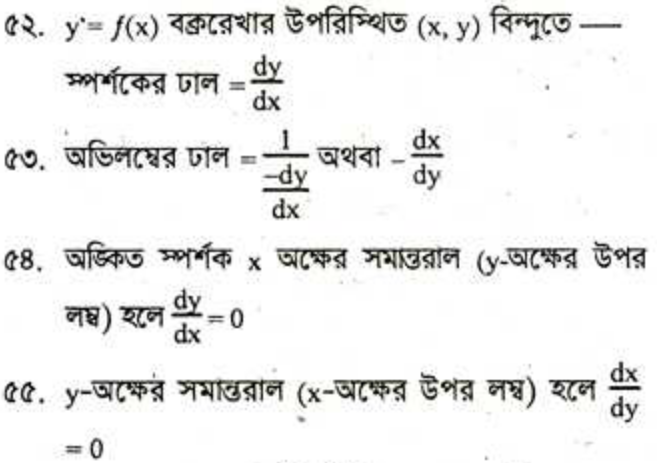 ৫২. y = f(x) বক্ররেখার উপরিস্থিত (x, y) বিন্দুতে —
স্পর্শকের ঢাল = dy/dx
৫৩. অভিলম্বের ঢাল = 1/(-dy/dx) অথবা - dx/dy
৫৪. অঙ্কিত স্পর্শক x অক্ষের সমান্তরাল (y-অক্ষের উপর
লম্ব) হলে dy/dx = 0
৫৫. y-অক্ষের সমান্তরাল (x-অক্ষের উপর লম্ব) হলে dx/dy
= 0